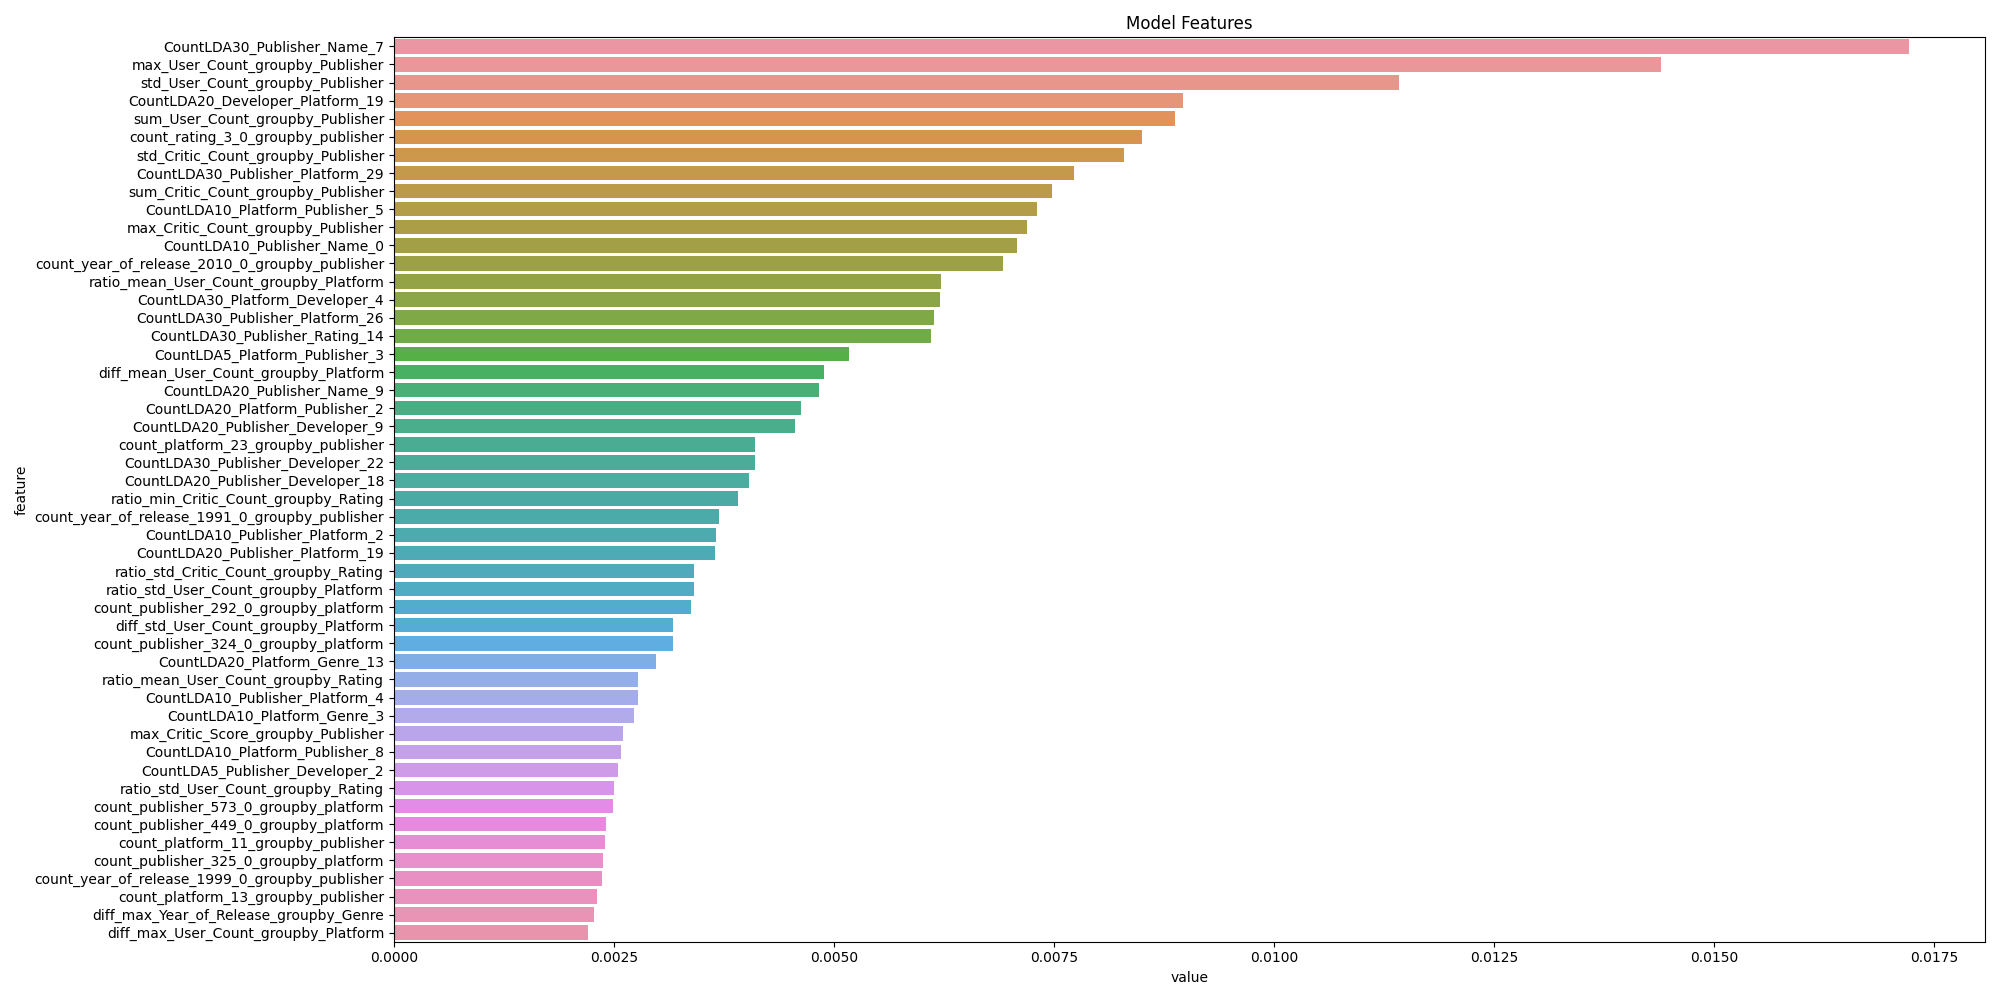 Model Features
CountLDA30_Publisher_Name_7
max_User_Count_groupby_Publisher
std_User_Count_groupby_Publisher
CountLDA20_Developer_Platform_19
sum_User_Count_groupby_Publisher
count_rating_3_0_groupby_publisher
std_Critic_Count_groupby_Publisher
CountLDA30_Publisher_Platform_29
sum_Critic_Count_groupby_Publisher
CountLDA10_Platform_Publisher_5
max_Critic_Count_groupby_Publisher
CountLDA10_Publisher_Name_0
count_year_of_release_2010_0_groupby_publisher
ratio_mean_User_Count_groupby_Platform
CountLDA30_Platform_Developer_4
CountLDA30_Publisher_Platform_26
CountLDA30_Publisher_Rating_14
CountLDA5_Platform_Publisher_3
diff_mean_User_Count_groupby_Platform
CountLDA20_Publisher_Name_9
CountLDA20_Platform_Publisher_2
CountLDA20_Publisher_Developer_9
count_platform_23_groupby_publisher
CountLDA30_Publisher_Developer_22
CountLDA20_Publisher_Developer_18
ratio_min_Critic_Count_groupby_Rating
count_year_of_release_1991_0_groupby_publisher
CountLDA10_Publisher_Platform_2
CountLDA20_Publisher_Platform_19
ratio_std_Critic_Count_groupby_Rating
ratio_std_User_Count_groupby_Platform
count_publisher_292_0_groupby_platform
diff_std_User_Count_groupby_Platform
count_publisher_324_0_groupby_platform
CountLDA20_Platform_Genre_13
ratio_mean_User_Count_groupby_Rating
CountLDA10_Publisher_Platform_4
CountLDA10_Platform_Genre_3
max_Critic_Score_groupby_Publisher
CountLDA10_Platform_Publisher_8
CountLDA5_Publisher_Developer_2
ratio_std_User_Count_groupby_Rating
count_publisher_573_0_groupby_platform
count_publisher_449_0_groupby_platform
count_platform_11_groupby_publisher
count_publisher_325_0_groupby_platform
count_year_of_release_1999_0_groupby_publisher
count_platform_13_groupby_publisher
diff_max_Year_of_Release_groupby_Genre
diff_max_User_Count_groupby_Platform
feature
0.0000 0.0025 0.0050 0.0075 0.0100 0.0125 0.0150 0.0175
value